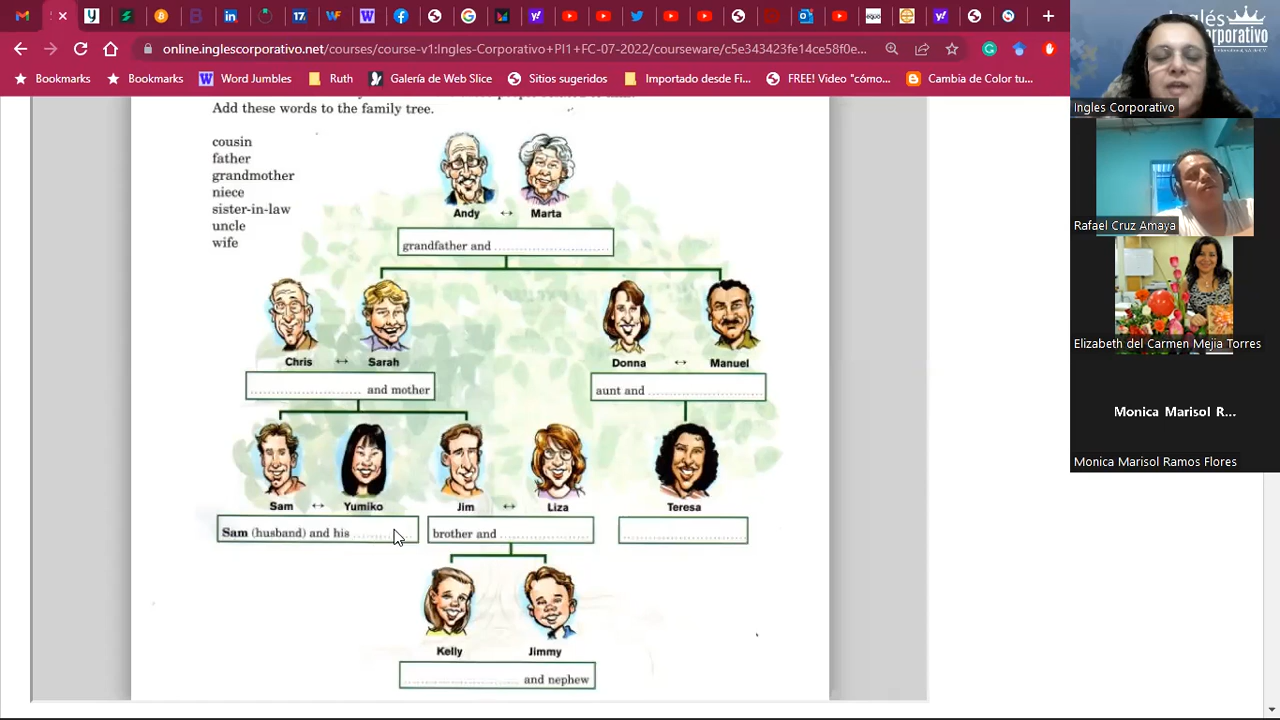 17
equo
online.inglescorporativo.net/courses/course-v1:Ingles-Corporativo+PI1+FC-07-2022/courseware/c5e343423fe14ce58f0e...
Bookmarks
Bookmarks
Word Jumbles
Ruth
Galería de Web Slice
Sitios sugeridos
Importado desde Fi...
FREE! Video "cómo...
Cambia de Color tu...
Add these words to the family tree.
cousin
father
grandmother
niece
sister-in-law
uncle
wife
Andy ↔ Marta
grandfather and ..........................
Chris ↔ Sarah
.......................... and mother
Donna ↔ Manuel
aunt and ..........................
Sam ↔ Yumiko
Sam (husband) and his ................
Jim ↔ Liza
brother and ......................
Teresa
..............................
Kelly Jimmy
.............................. and nephew
Inglés
Corporativo
Ingles Corporativo
Rafael Cruz Amaya
Elizabeth del Carmen Mejia Torres
Monica Marisol R...
Monica Marisol Ramos Flores